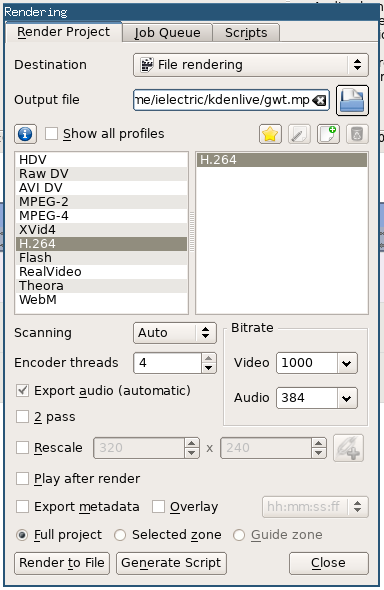 Rendering
Render Project Job Queue Scripts
Destination File rendering
Output file me/ielectric/kdenlive/gwt.mp
Show all profiles
HDV
Raw DV
AVI DV
MPEG-2
MPEG-4
XVid4
H.264
Flash
RealVideo
Theora
WebM
H.264
Scanning Auto
Bitrate
Encoder threads 4
Video 1000
Export audio (automatic)
Audio 384
2 pass
Rescale 320 x 240
Play after render
Export metadata Overlay hh:mm:ss:ff
Full project Selected zone Guide zone
Render to File Generate Script Close